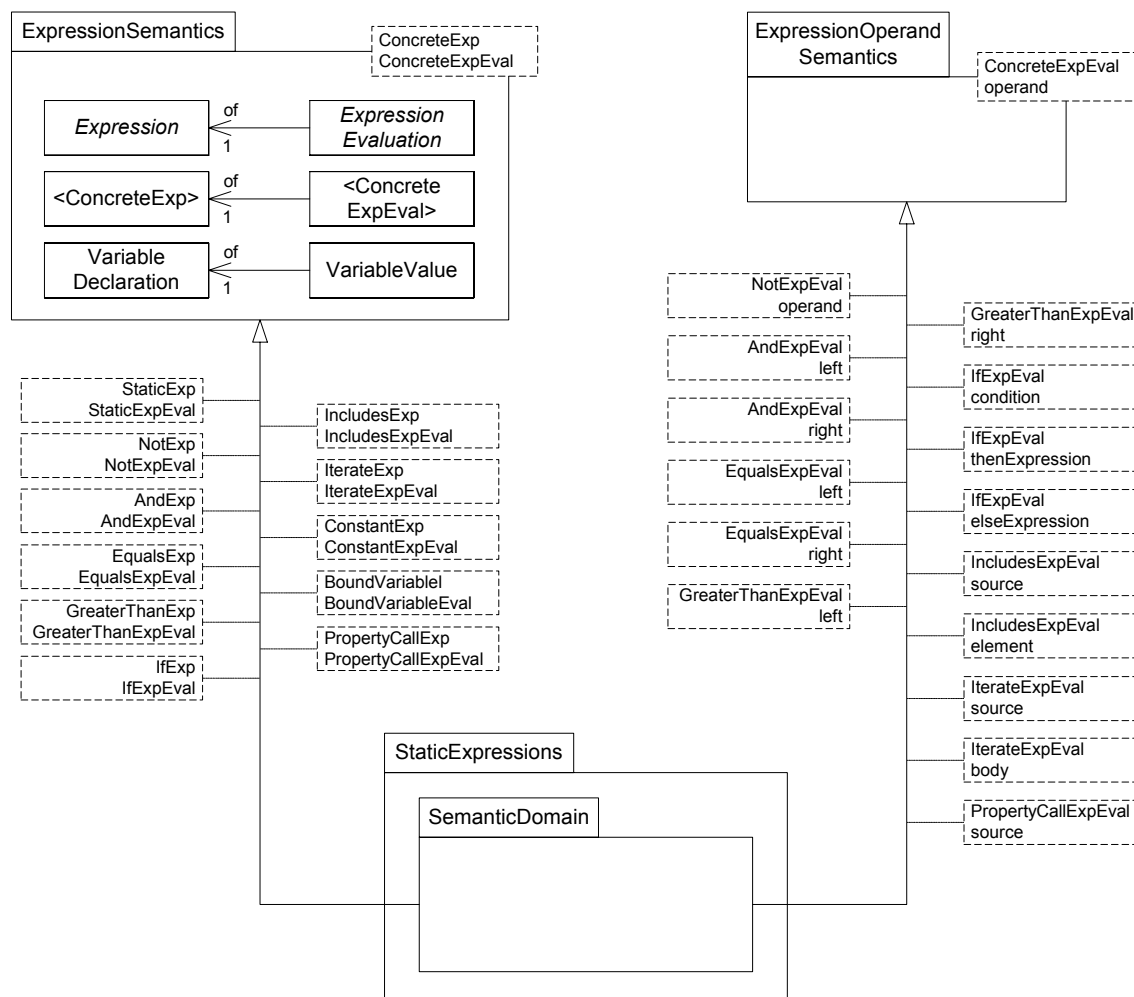 ExpressionSemantics
ConcreteExp
ConcreteExpEval
Expression
of
1
Expression
Evaluation
<ConcreteExp>
of
1
<Concrete
ExpEval>
Variable
Declaration
of
1
VariableValue
StaticExp
StaticExpEval
NotExp
NotExpEval
AndExp
AndExpEval
EqualsExp
EqualsExpEval
GreaterThanExp
GreaterThanExpEval
IfExp
IfExpEval
IncludesExp
IncludesExpEval
IterateExp
IterateExpEval
ConstantExp
ConstantExpEval
BoundVariableI
BoundVariableEval
PropertyCallExp
PropertyCallExpEval
ExpressionOperand
Semantics
ConcreteExpEval
operand
NotExpEval
operand
AndExpEval
left
AndExpEval
right
EqualsExpEval
left
EqualsExpEval
right
GreaterThanExpEval
left
GreaterThanExpEval
right
IfExpEval
condition
IfExpEval
thenExpression
IfExpEval
elseExpression
IncludesExpEval
source
IncludesExpEval
element
IterateExpEval
source
IterateExpEval
body
PropertyCallExpEval
source
StaticExpressions
SemanticDomain